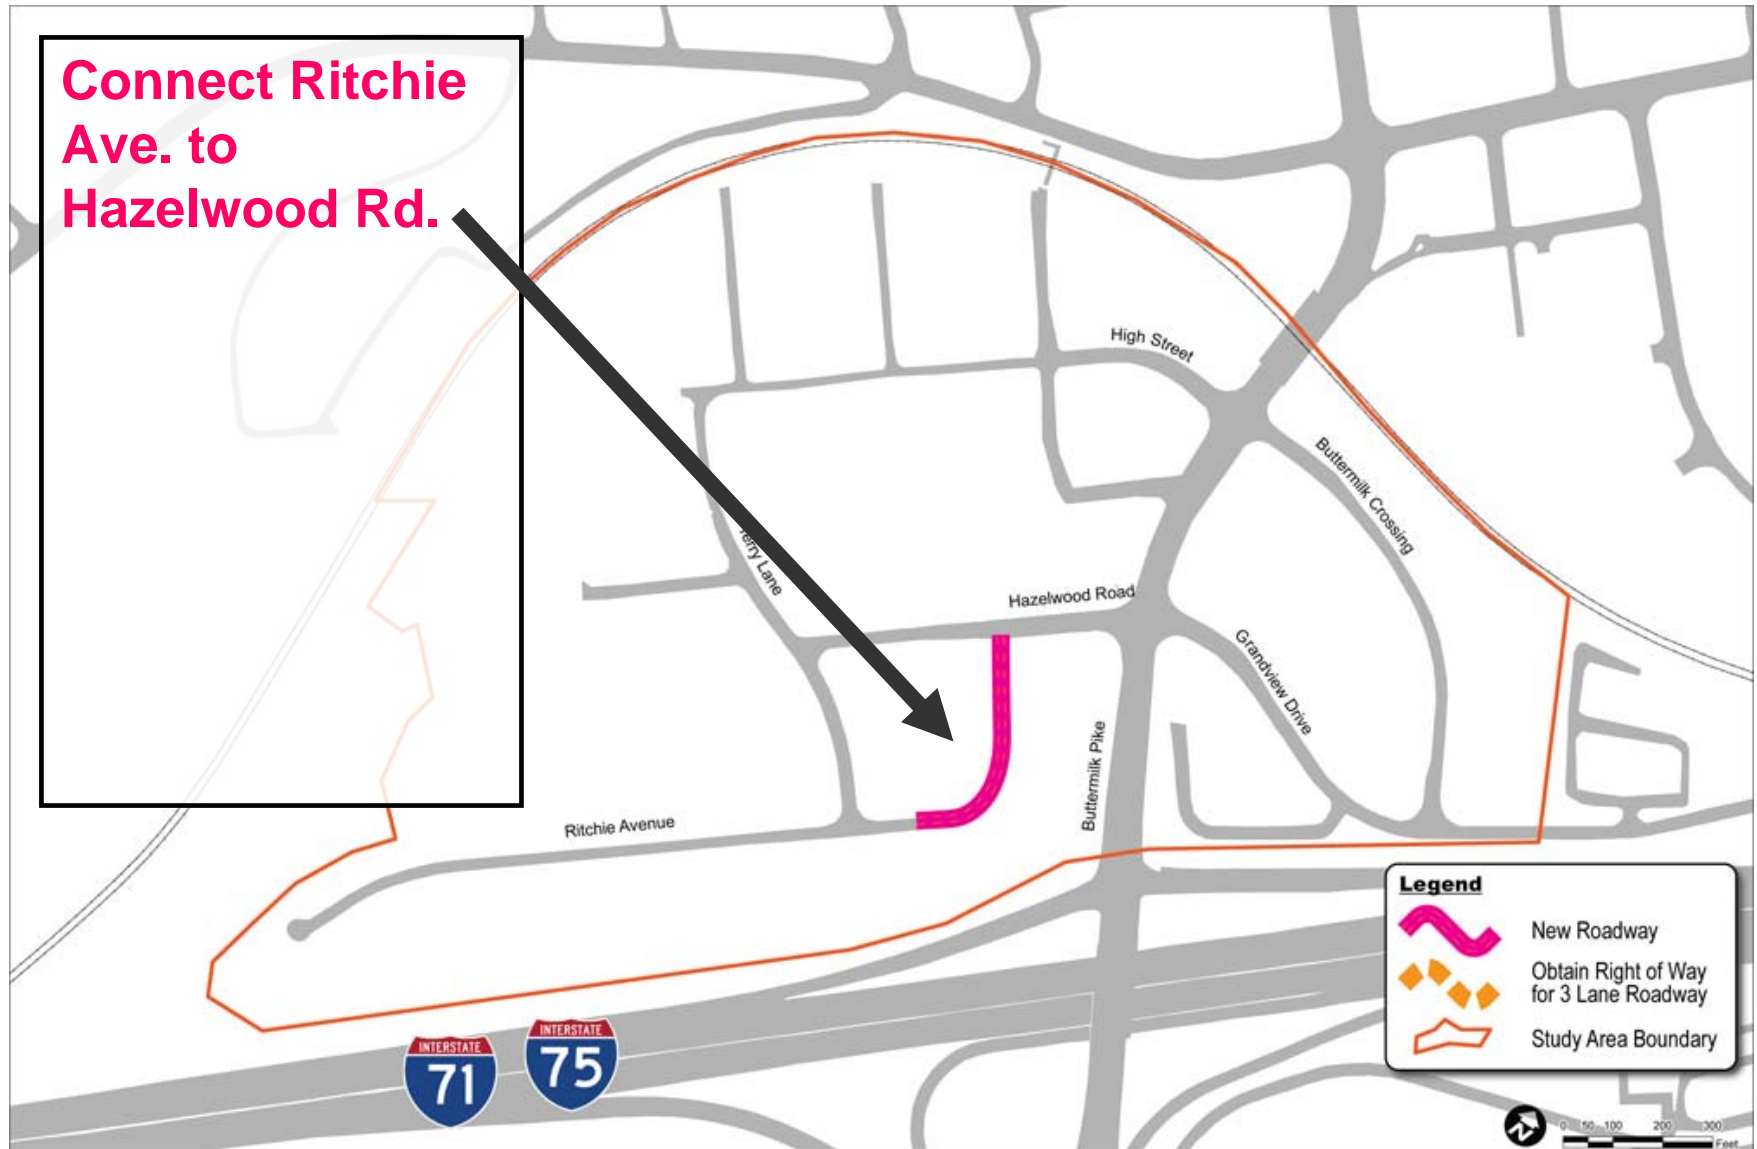 Connect Ritchie
Ave. to
Hazelwood Rd.
High Street
Buttermilk Crossing
Lane
Hazelwood Road
Grandview Drive
Buttermilk Pike
Ritchie Avenue
Legend
New Roadway
Obtain Right of Way
for 3 Lane Roadway
Study Area Boundary
INTERSTATE
71
INTERSTATE
75
N
0 50 100 200 300
Feet